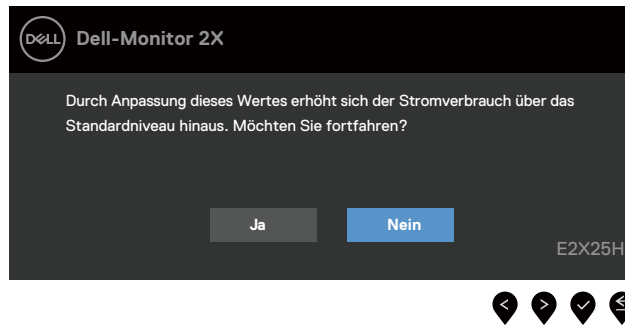 DELL Dell-Monitor 2X
Durch Anpassung dieses Wertes erhöht sich der Stromverbrauch über das
Standardniveau hinaus. Möchten Sie fortfahren?
Ja Nein
E2X25H